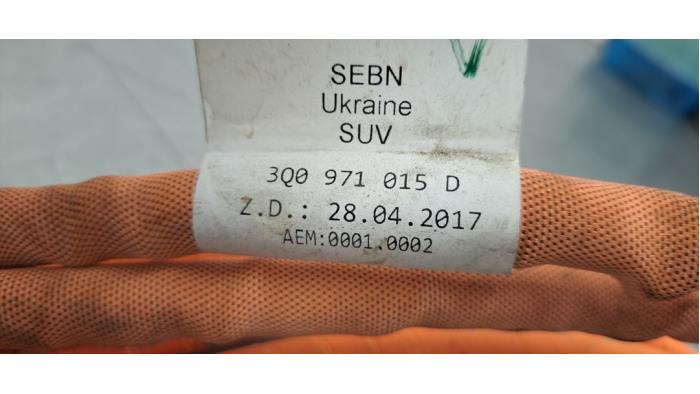 SEBN
Ukraine
SUV
3Q0 971 015 D
Z.D.: 28.04.2017
AEM:0001.0002